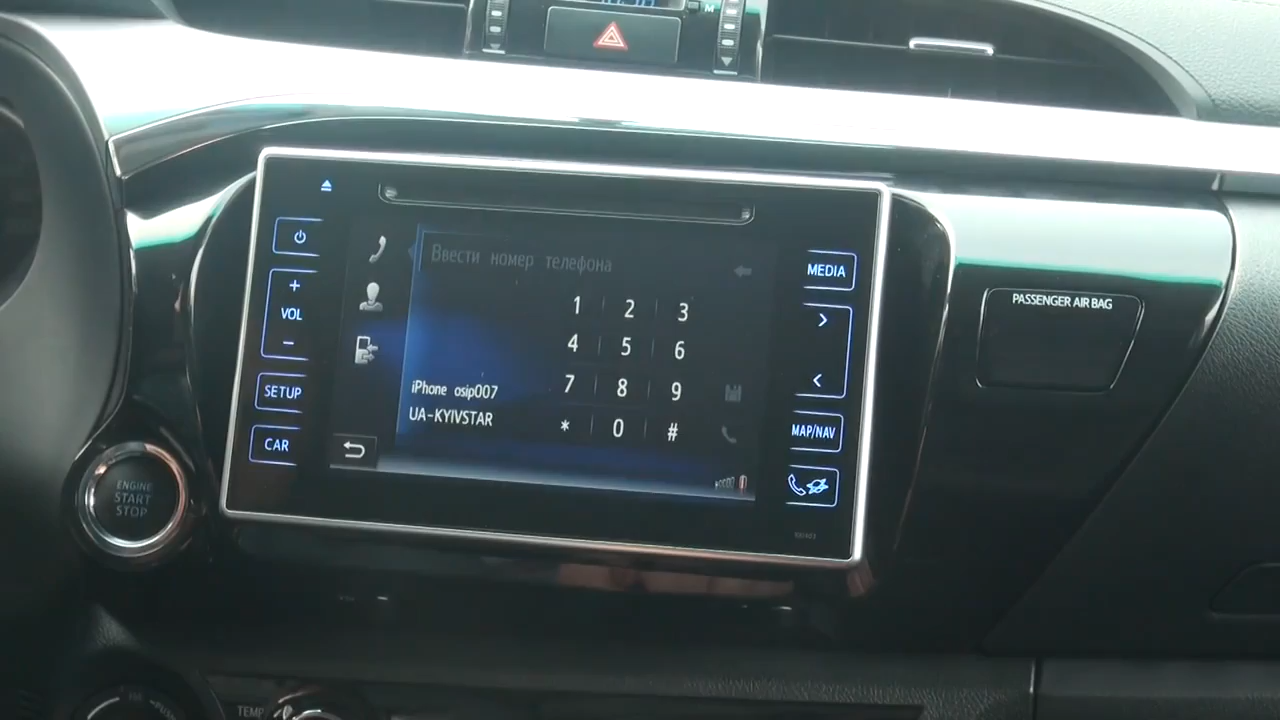 M
VOL
SETUP
CAR
ENGINE
START
STOP
Ввести номер телефона
1 2 3
4 5 6
7 8 9
* 0 #
iPhone osip007
UA-KYIVSTAR
MEDIA
MAP/NAV
PASSENGER AIR BAG
TEMP